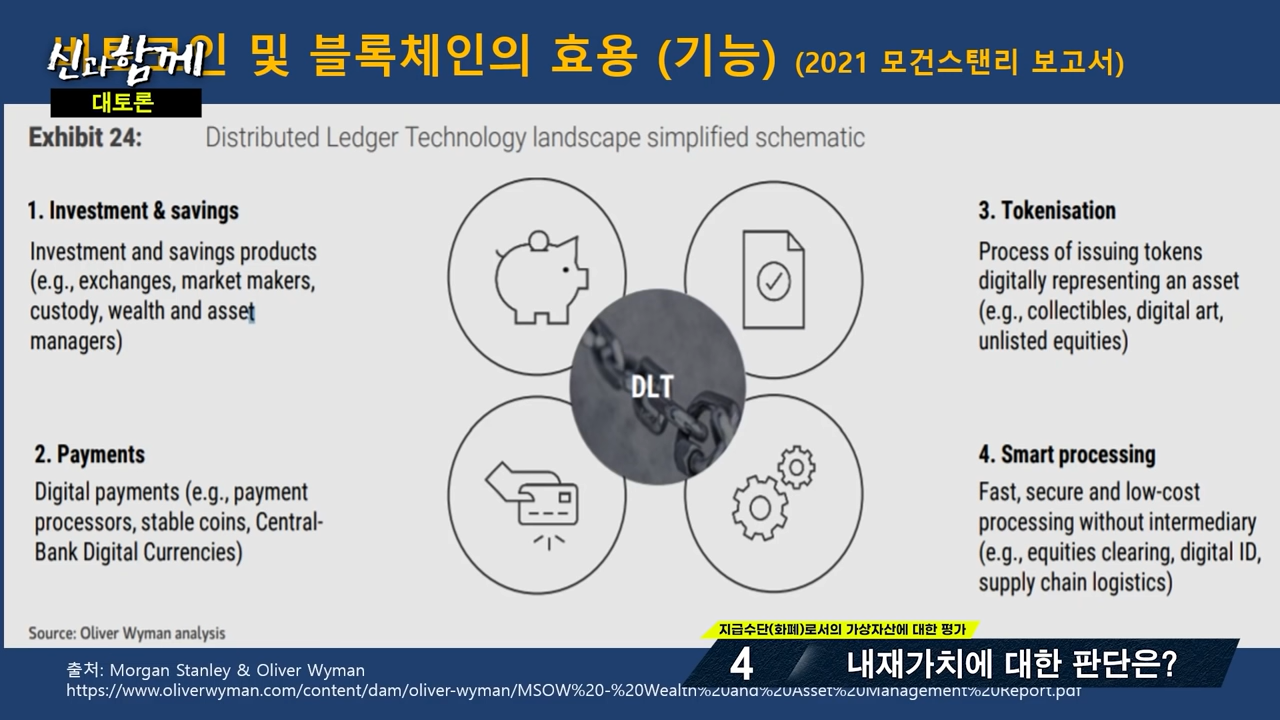 신과함께
대토론
비트코인 및 블록체인의 효용 (기능) (2021 모건스탠리 보고서)
Exhibit 24: Distributed Ledger Technology landscape simplified schematic
1. Investment & savings
Investment and savings products
(e.g., exchanges, market makers,
custody, wealth and asset
managers)
2. Payments
Digital payments (e.g., payment
processors, stable coins, Central-
Bank Digital Currencies)
DLT
3. Tokenisation
Process of issuing tokens
digitally representing an asset
(e.g., collectibles, digital art,
unlisted equities)
4. Smart processing
Fast, secure and low-cost
processing without intermediary
(e.g., equities clearing, digital ID,
supply chain logistics)
Source: Oliver Wyman analysis
지급수단(화폐)로서의 가상자산에 대한 평가
4 내재가치에 대한 판단은?
출처: Morgan Stanley & Oliver Wyman
https://www.oliverwyman.com/content/dam/oliver-wyman/MSOW%20-%20Wealth%20and%20Asset%20Management%20Report.pdf